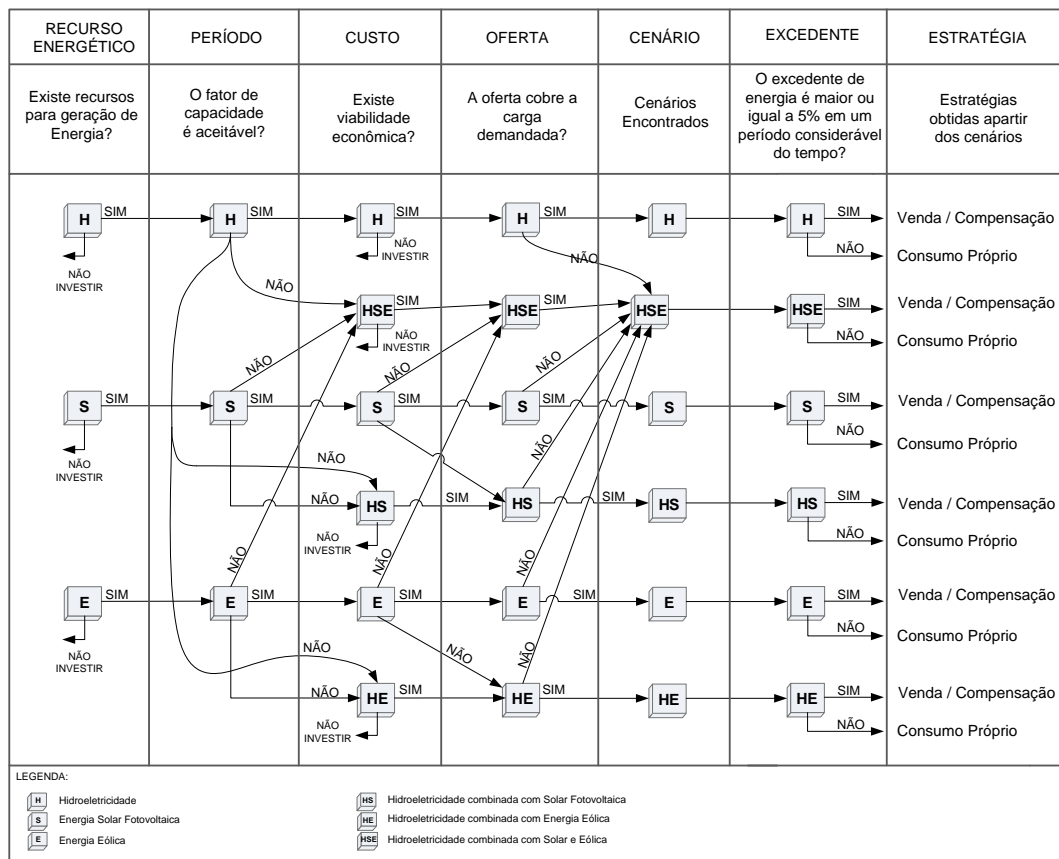 RECURSO
ENERGÉTICO
PERÍODO
CUSTO
OFERTA
CENÁRIO
EXCEDENTE
ESTRATÉGIA
Existe recursos
para geração de
Energia?
O fator de
capacidade
é aceitável?
Existe
viabilidade
econômica?
A oferta cobre a
carga
demandada?
Cenários
Encontrados
O excedente de
energia é maior ou
igual a 5% em um
período considerável
do tempo?
Estratégias
obtidas apartir
dos cenários
H SIM H SIM H SIM H SIM H H SIM Venda / Compensação
NÃO
INVESTIR
NÃO
INVESTIR
NÃO
NÃO Consumo Próprio
NÃO HSE SIM HSE SIM HSE HSE SIM Venda / Compensação
NÃO
INVESTIR
NÃO Consumo Próprio
NÃO NÃO NÃO
S SIM S SIM S SIM S SIM S S SIM Venda / Compensação
NÃO
INVESTIR
NÃO Consumo Próprio
NÃO NÃO
NÃO HS SIM HS SIM HS HS SIM Venda / Compensação
NÃO
INVESTIR
NÃO Consumo Próprio
NÃO NÃO NÃO
E SIM E SIM E SIM E SIM E E SIM Venda / Compensação
NÃO
INVESTIR
NÃO Consumo Próprio
NÃO NÃO NÃO
NÃO HE SIM HE SIM HE HE SIM Venda / Compensação
NÃO
INVESTIR
NÃO Consumo Próprio
LEGENDA:
H Hidroeletricidade
S Energia Solar Fotovoltaica
E Energia Eólica
HS Hidroeletricidade combinada com Solar Fotovoltaica
HE Hidroeletricidade combinada com Energia Eólica
HSE Hidroeletricidade combinada com Solar e Eólica